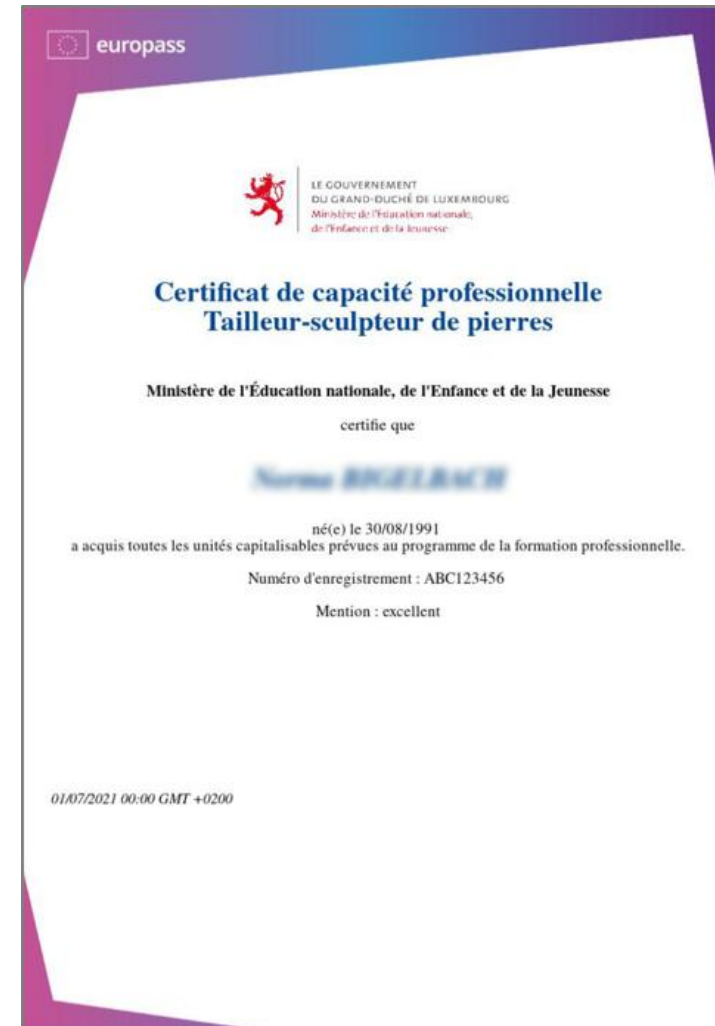 europass
LE GOUVERNEMENT
DU GRAND-DUCHÉ DE LUXEMBOURG
Ministère de l'Éducation nationale,
de l'Enfance et de la Jeunesse
Certificat de capacité professionnelle
Tailleur-sculpteur de pierres
Ministère de l'Éducation nationale, de l'Enfance et de la Jeunesse
certifie que
né(e) le 30/08/1991
a acquis toutes les unités capitalisables prévues au programme de la formation professionnelle.
Numéro d'enregistrement : ABC123456
Mention : excellent
01/07/2021 00:00 GMT +0200